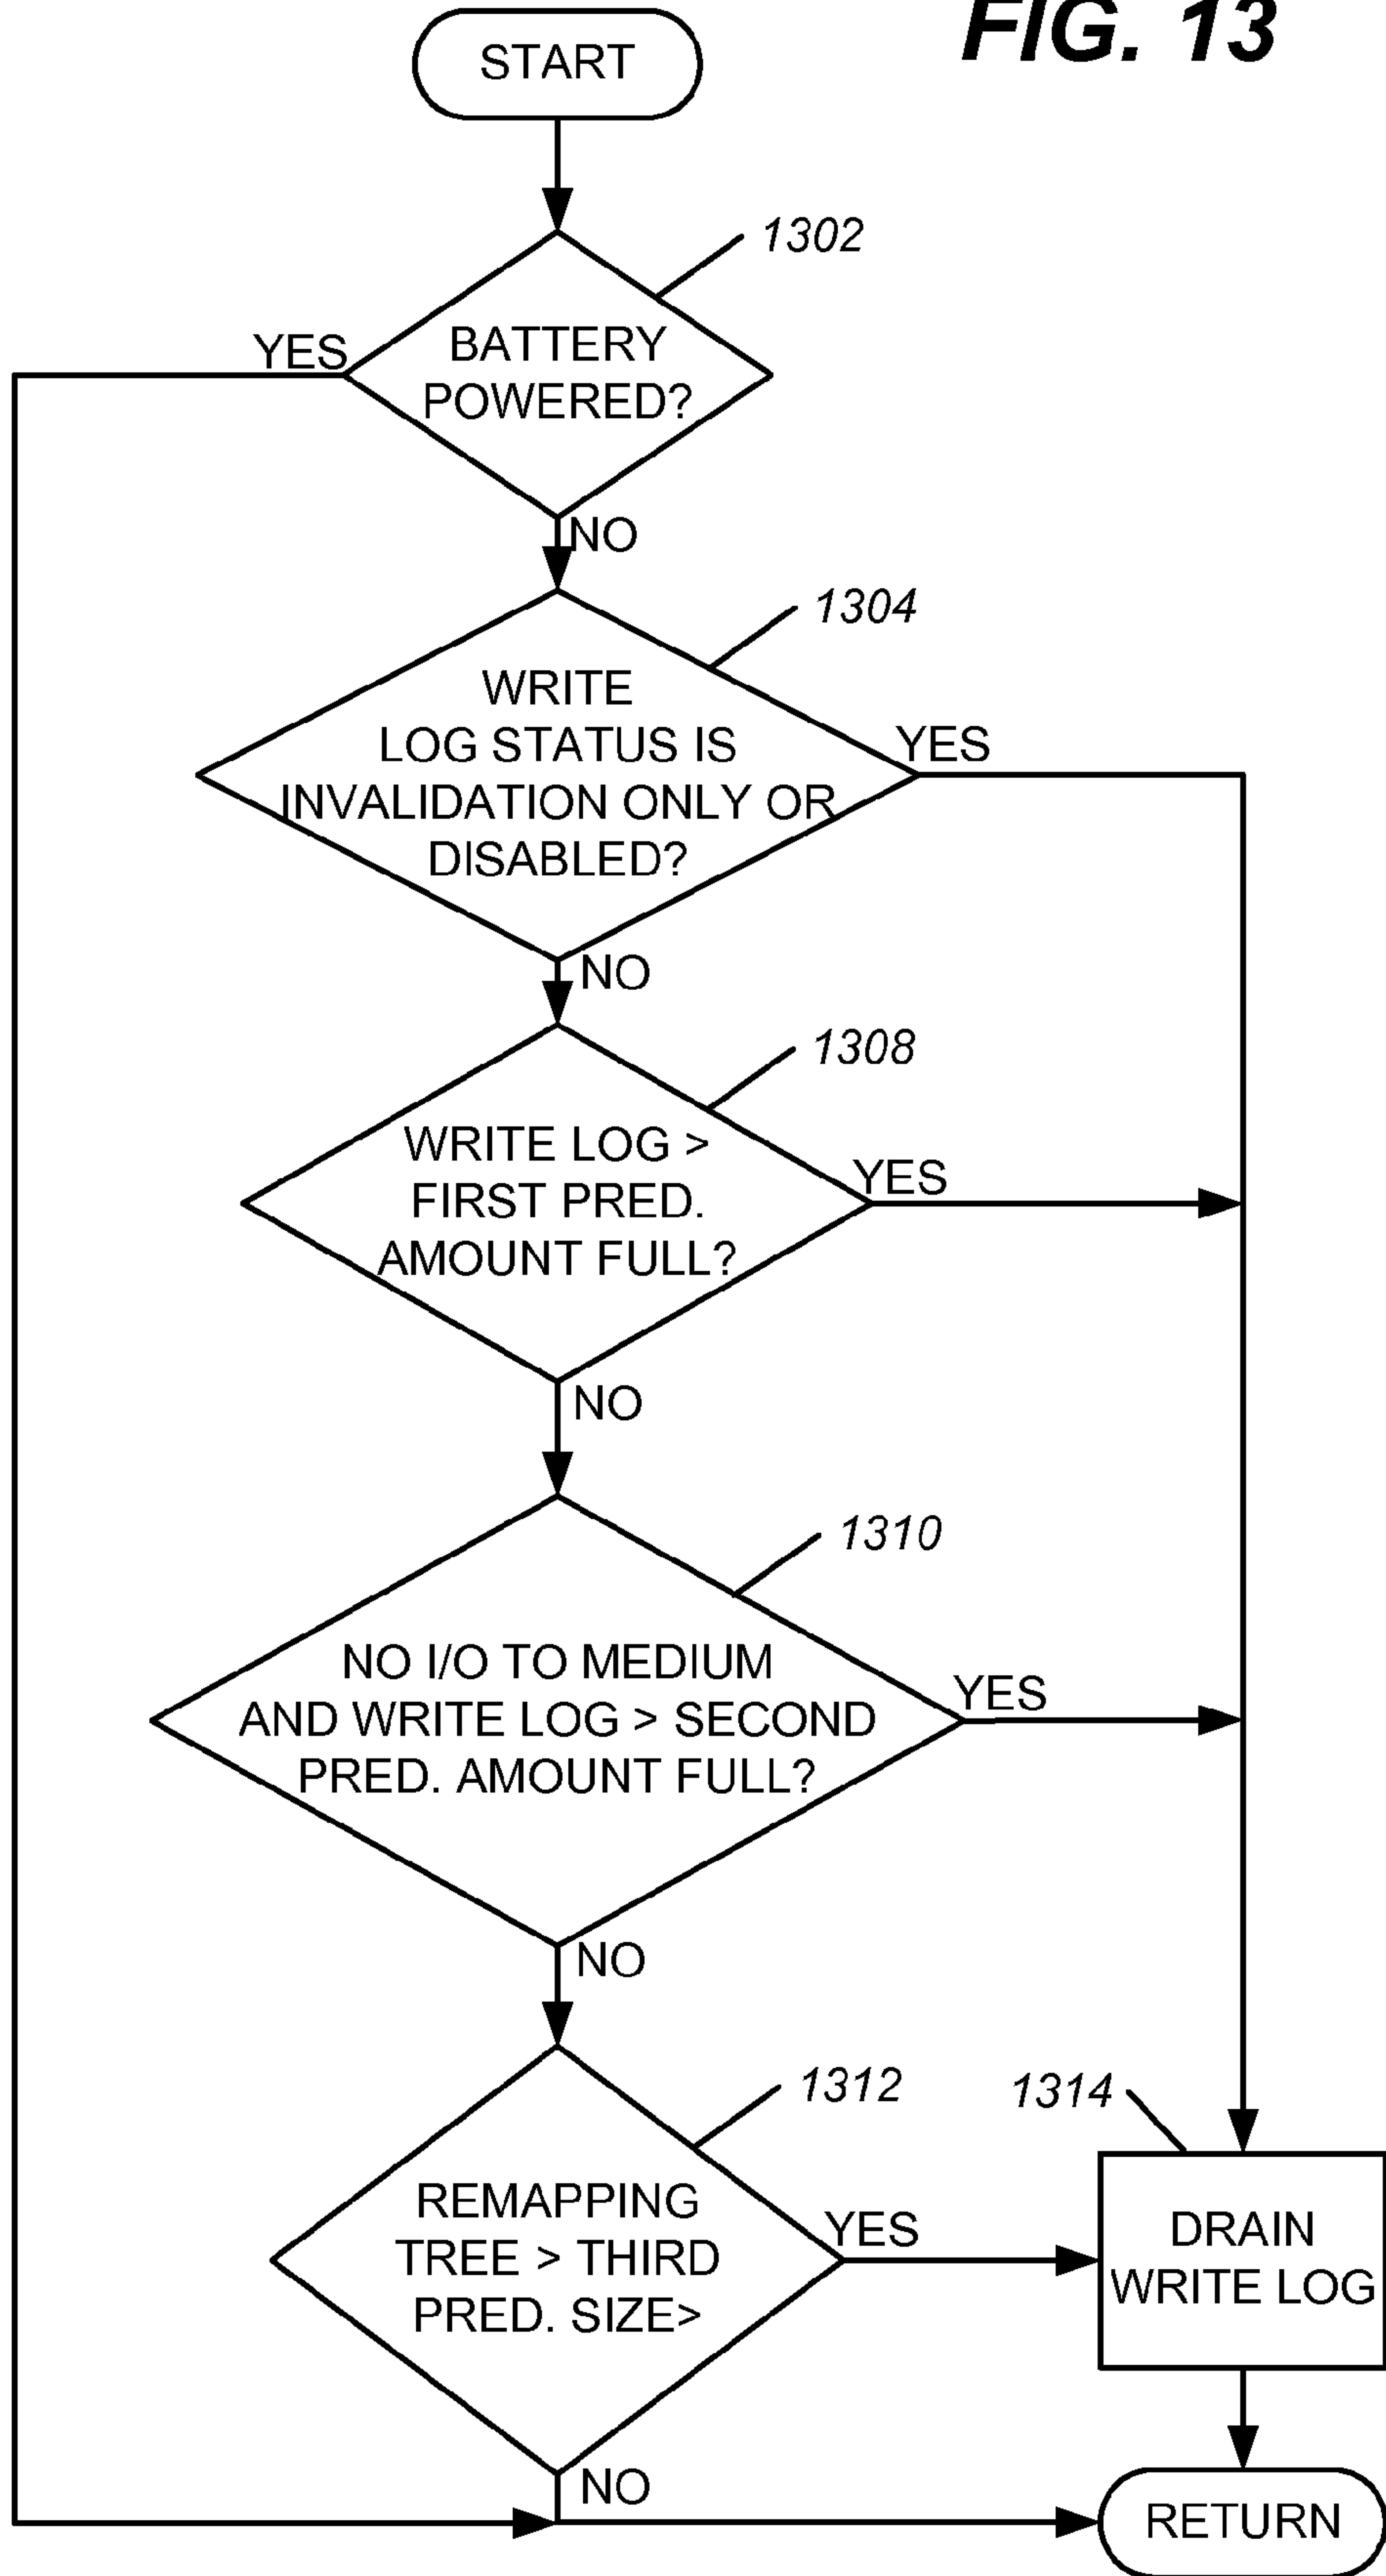 FIG. 13
START
1302
BATTERY
POWERED?
YES
NO
1304
WRITE
LOG STATUS IS
INVALIDATION ONLY OR
DISABLED?
YES
NO
1308
WRITE LOG >
FIRST PRED.
AMOUNT FULL?
YES
NO
1310
NO I/O TO MEDIUM
AND WRITE LOG > SECOND
PRED. AMOUNT FULL?
YES
NO
1312
REMAPPING
TREE > THIRD
PRED. SIZE>
YES
NO
1314
DRAIN
WRITE LOG
RETURN